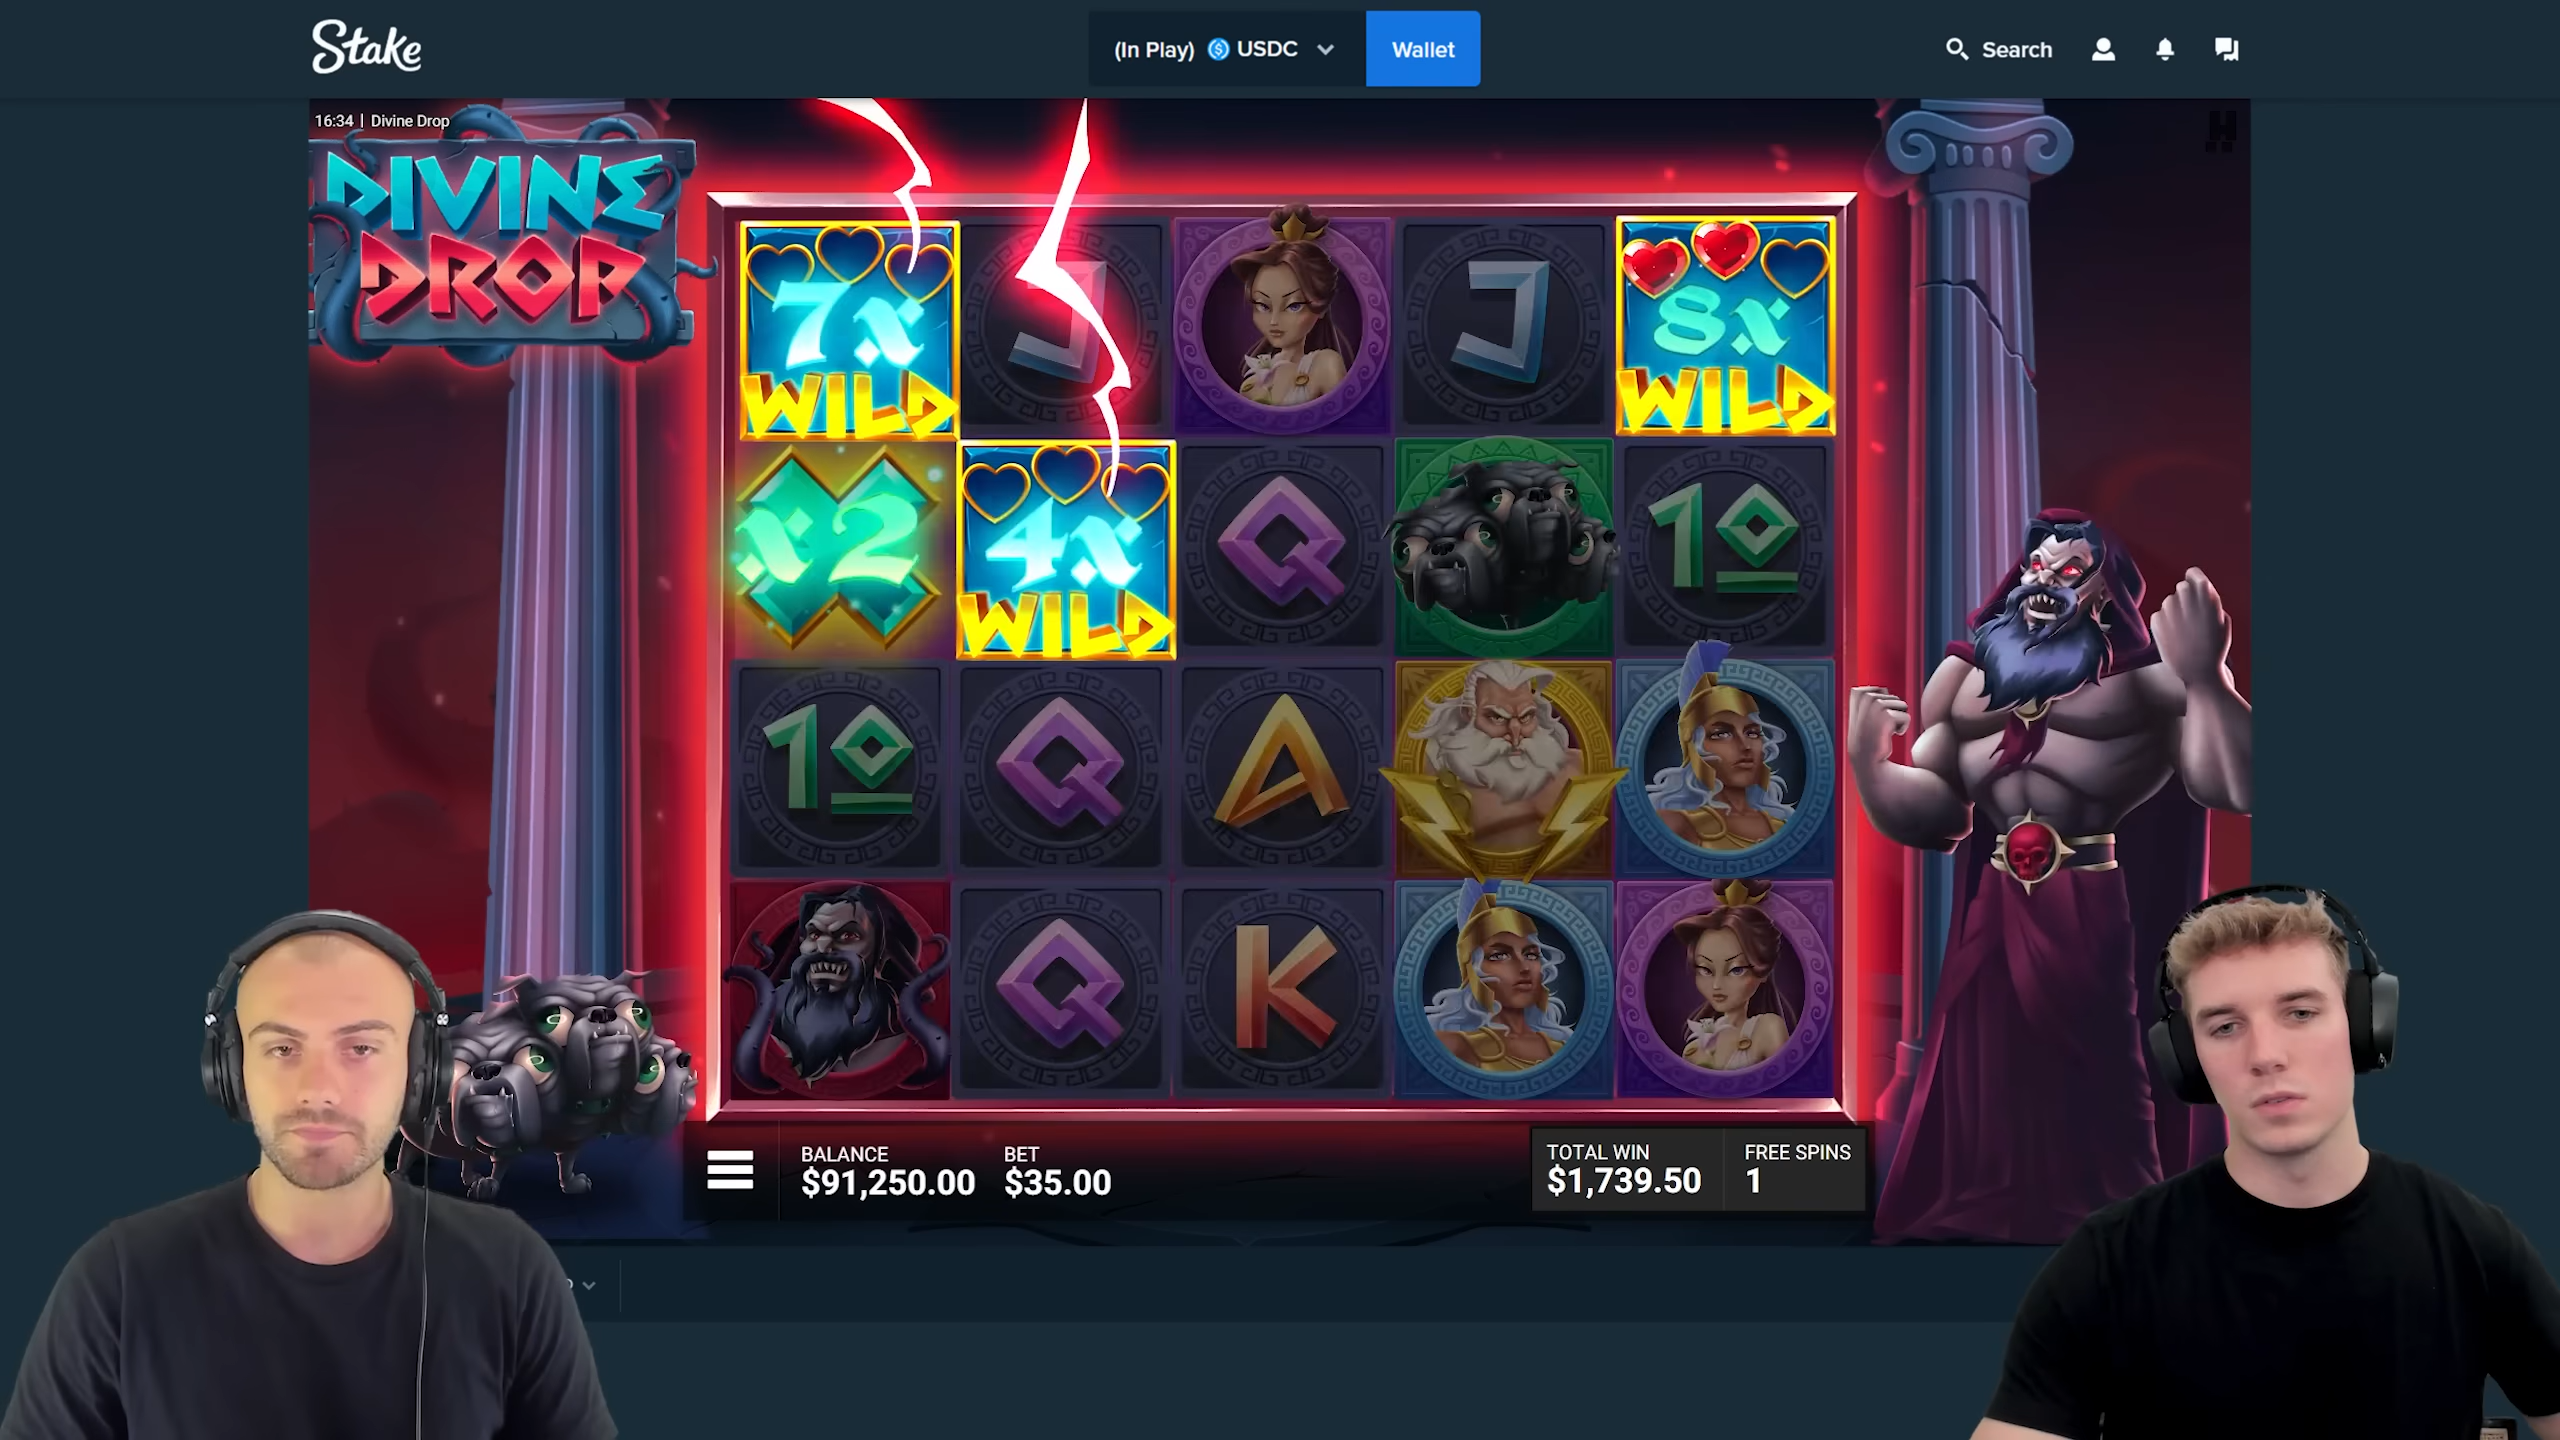 Stake
(In Play) USDC
Wallet
Search
16:34 | Divine Drop
DIVINE
DROP
7x
WILD
J
J
8x
WILD
x2
4x
WILD
Q
10
10
Q
A
Q
K
BALANCE
$91,250.00
BET
$35.00
TOTAL WIN
$1,739.50
FREE SPINS
1